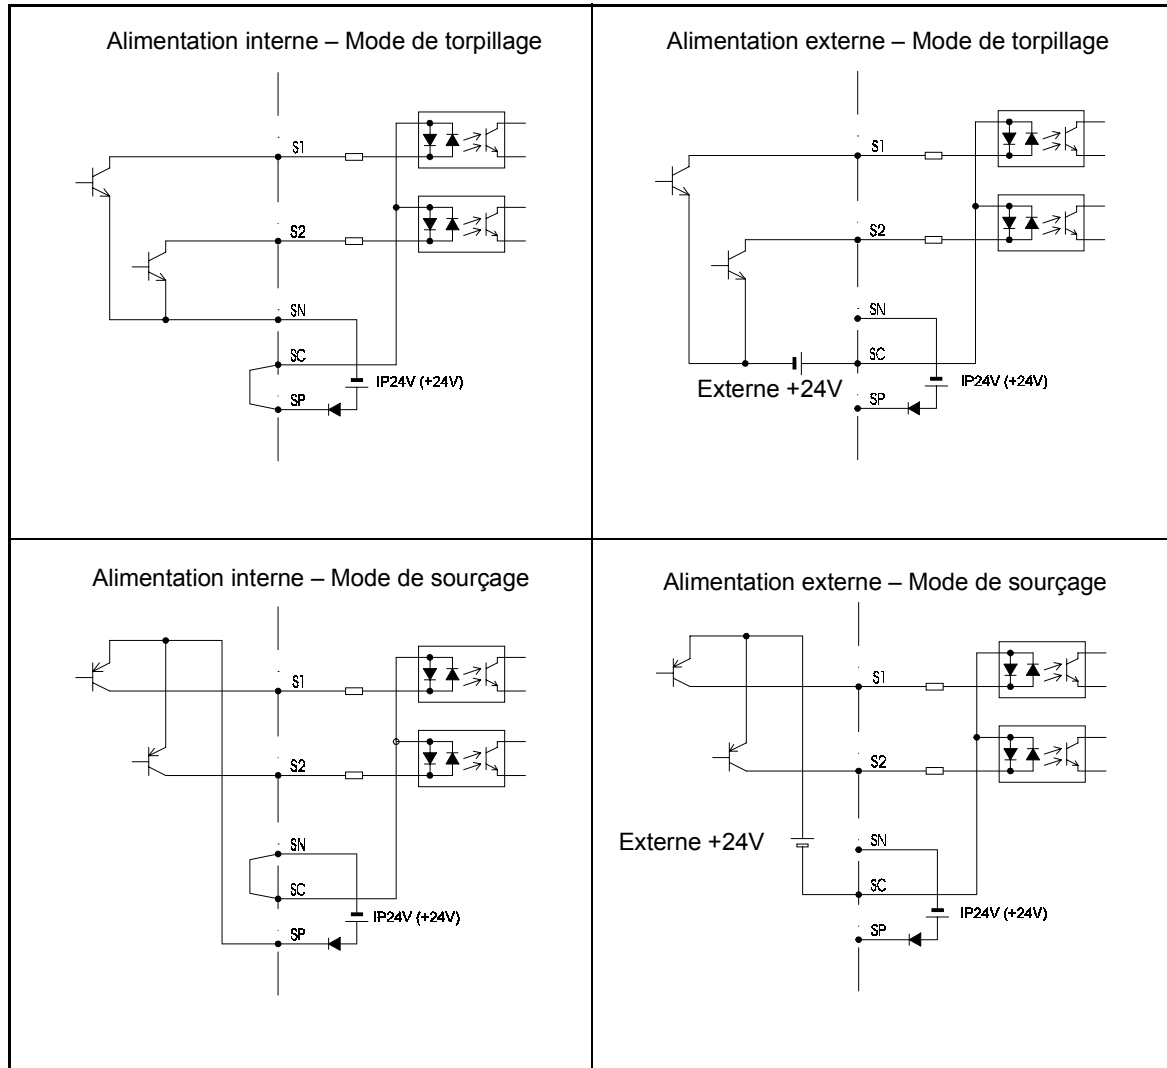 Alimentation interne – Mode de torpillage
S1
S2
SN
SC
IP24V (+24V)
SP
Alimentation externe – Mode de torpillage
S1
S2
SN
SC
Externe +24V
IP24V (+24V)
SP
Alimentation interne – Mode de sourçage
S1
S2
SN
SC
IP24V (+24V)
SP
Alimentation externe – Mode de sourçage
S1
S2
Externe +24V
SN
SC
IP24V (+24V)
SP